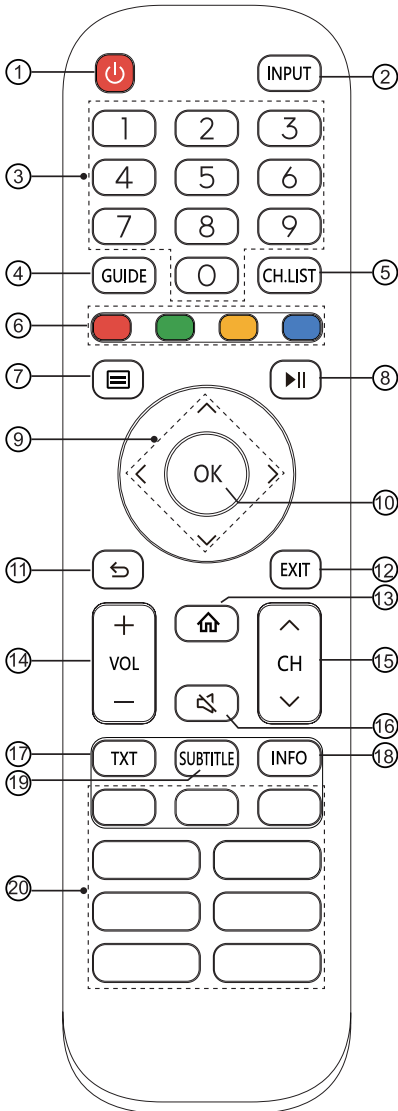 ① INPUT ②
1 2 3
③ 4 5 6
7 8 9
④ GUIDE 0 CH.LIST ⑤
⑥
⑦ ⑧
⑨
OK
⑩
⑪ EXIT ⑫
⑬
+
⑭ VOL CH ⑮
−
⑯
⑰ TXT SUBTITLE INFO ⑱
⑲
⑳